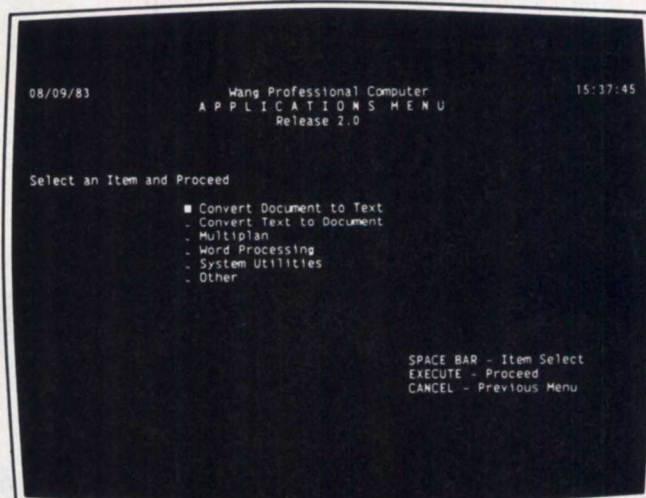 08/09/83 Wang Professional Computer 15:37:45
A P P L I C A T I O N S M E N U
Release 2.0
Select an Item and Proceed
■ Convert Document to Text
- Convert Text to Document
- Multiplan
- Word Processing
- System Utilities
- Other
SPACE BAR - Item Select
EXECUTE - Proceed
CANCEL - Previous Menu